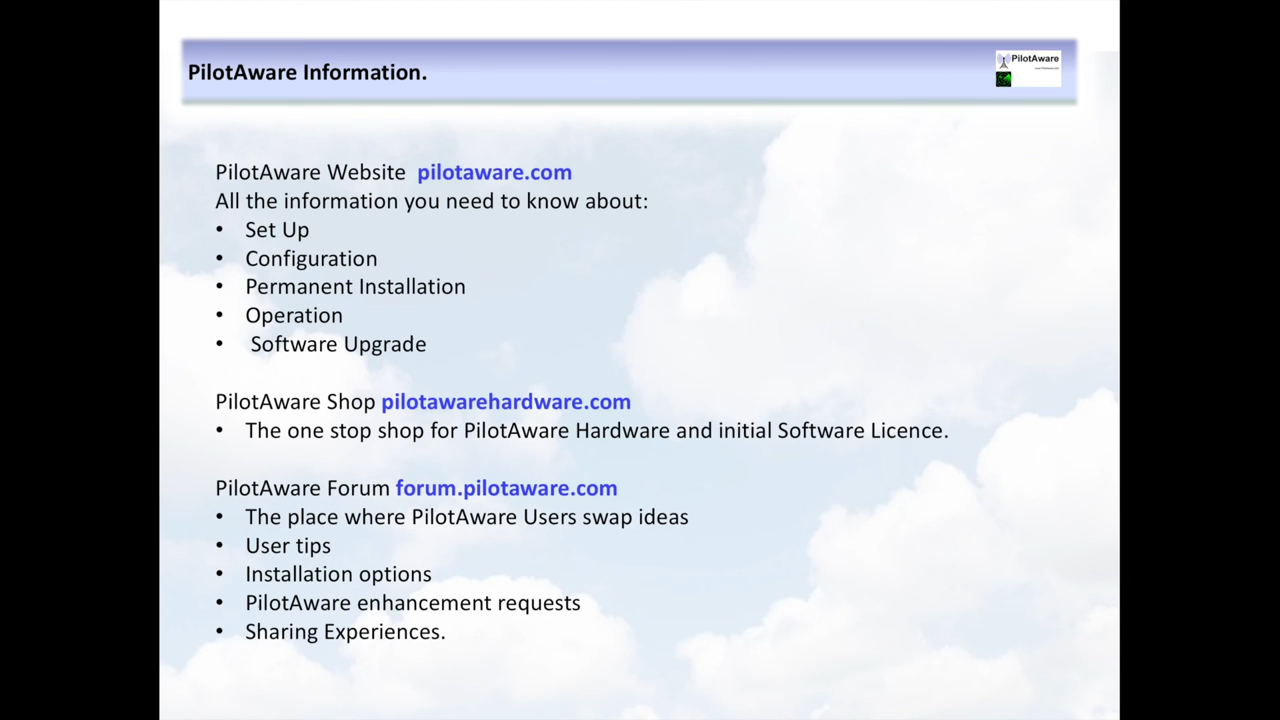 PilotAware Information.
PilotAware
PilotAware Website pilotaware.com
All the information you need to know about:
• Set Up
• Configuration
• Permanent Installation
• Operation
• Software Upgrade
PilotAware Shop pilotawarehardware.com
• The one stop shop for PilotAware Hardware and initial Software Licence.
PilotAware Forum forum.pilotaware.com
• The place where PilotAware Users swap ideas
• User tips
• Installation options
• PilotAware enhancement requests
• Sharing Experiences.